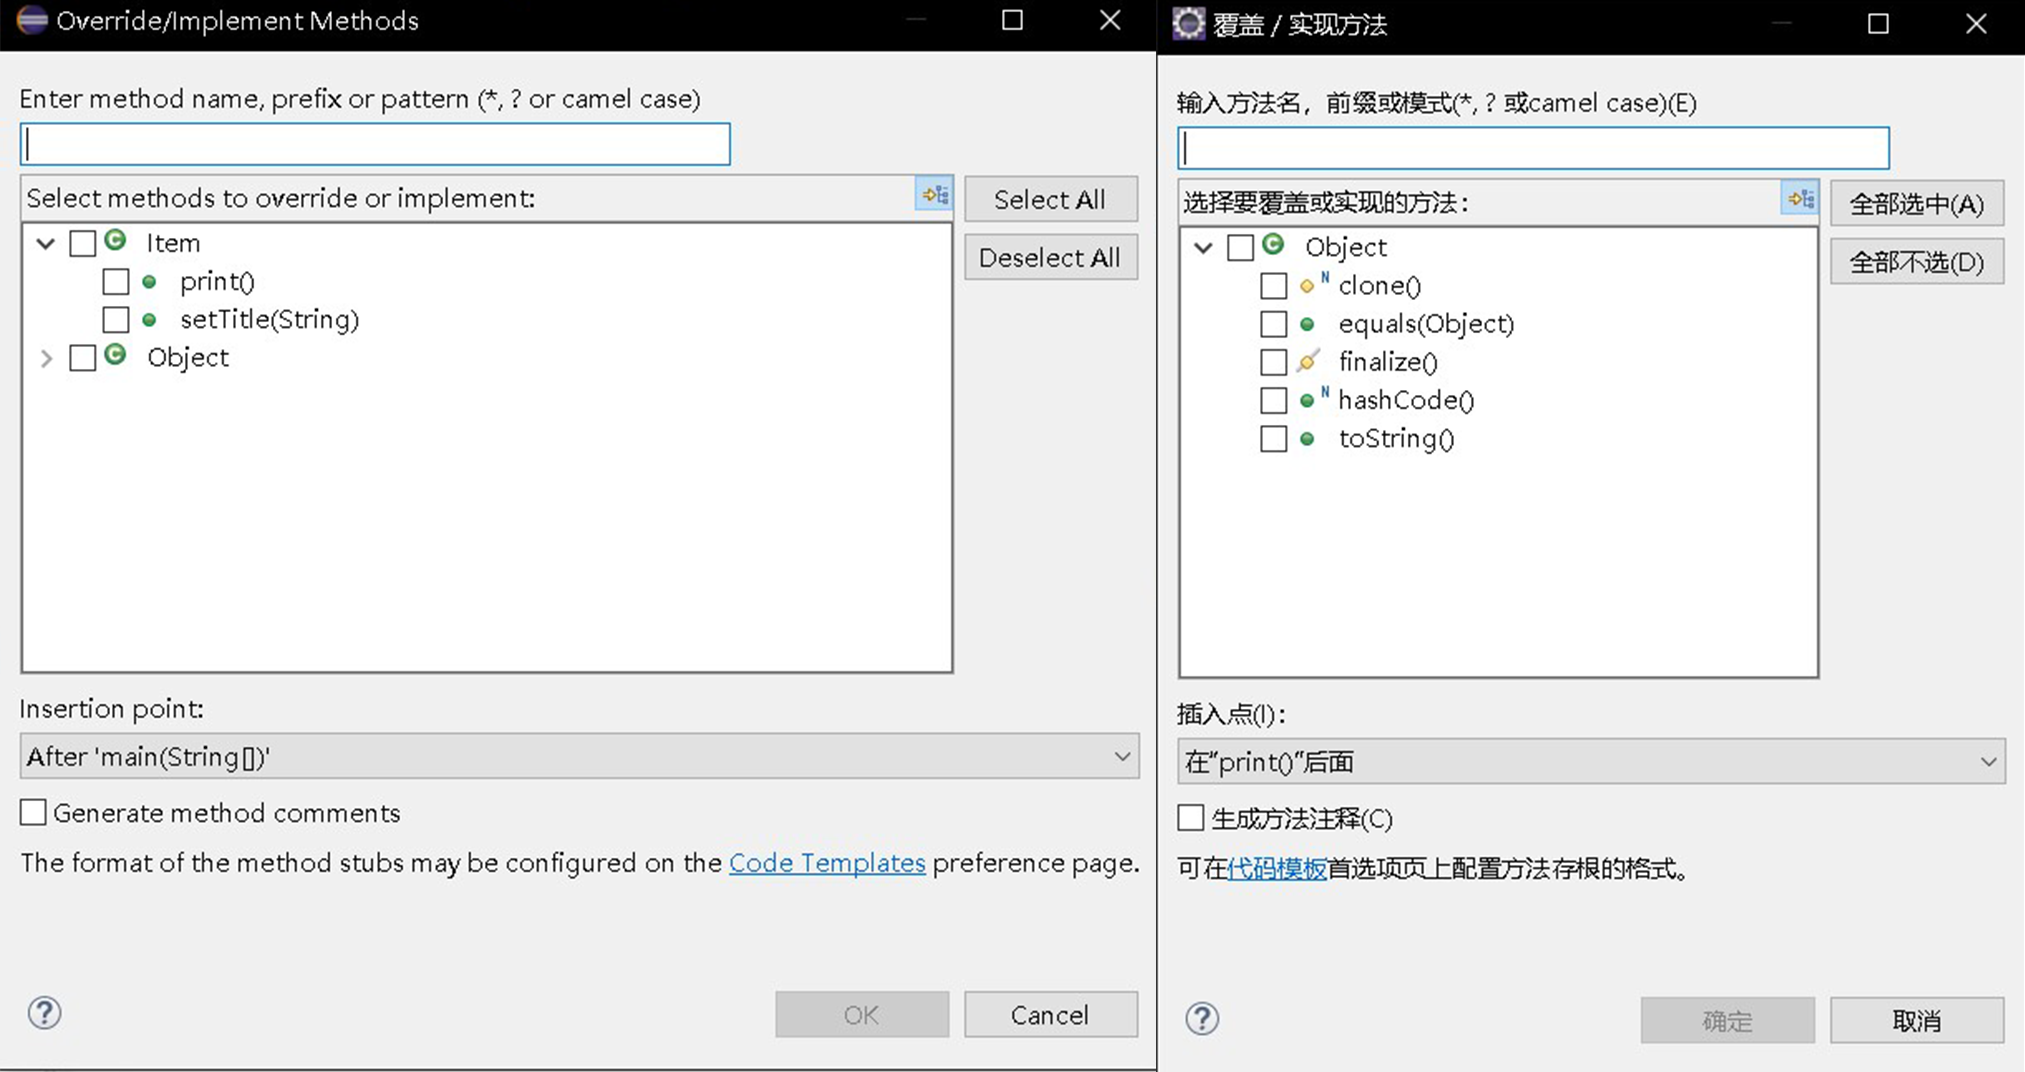 Override/Implement Methods
Enter method name, prefix or pattern (*, ? or camel case)
Select methods to override or implement:
Select All
Deselect All
Item
print()
setTitle(String)
Object
Insertion point:
After 'main(String[])'
Generate method comments
The format of the method stubs may be configured on the Code Templates preference page.
OK
Cancel
覆盖 / 实现方法
输入方法名，前缀或模式(*, ? 或camel case)(E)
选择要覆盖或实现的方法：
全部选中(A)
全部不选(D)
Object
N clone()
equals(Object)
finalize()
N hashCode()
toString()
插入点(I)：
在“print()“后面
生成方法注释(C)
可在代码模板首选项页上配置方法存根的格式。
确定
取消